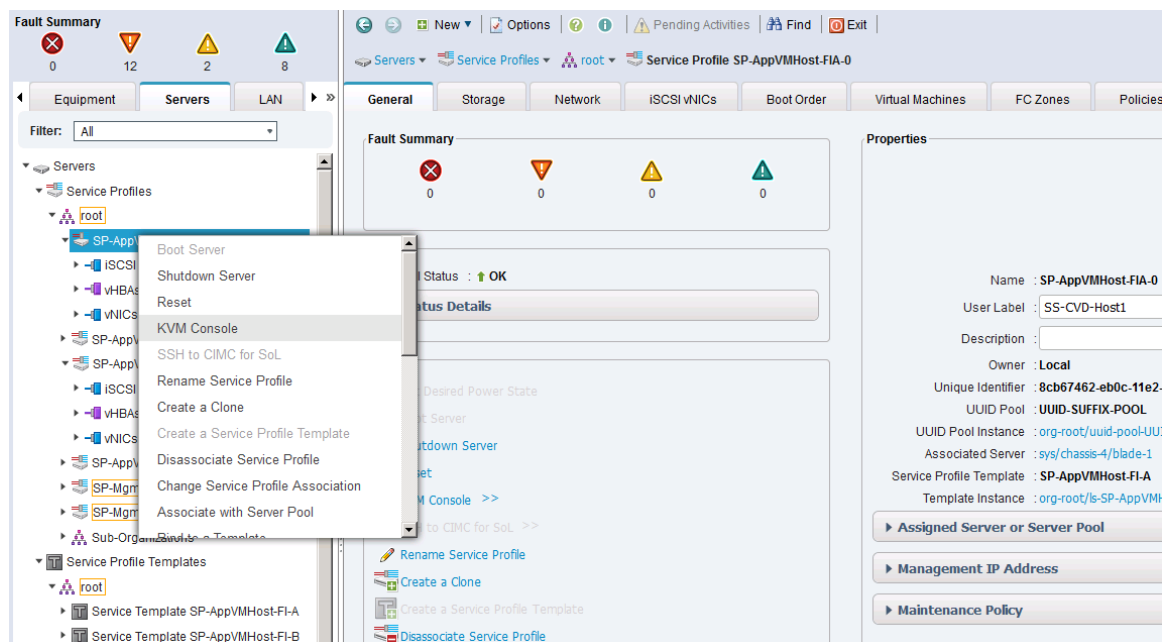 Fault Summary
0 12 2 8
Equipment Servers LAN
Filter: All
Servers
Service Profiles
root
SP-AppV
iSCSI
vHBAs
vNICs
SP-AppV
SP-AppV
iSCSI
vHBAs
vNICs
SP-AppV
SP-Mgm
SP-Mgm
Sub-Organizations
Service Profile Templates
root
Service Template SP-AppVMHost-FI-A
Service Template SP-AppVMHost-FI-B
Boot Server
Shutdown Server
Reset
KVM Console
SSH to CIMC for SoL
Rename Service Profile
Create a Clone
Create a Service Profile Template
Disassociate Service Profile
Change Service Profile Association
Associate with Server Pool
Bind to a Template
New Options Pending Activities Find Exit
Servers Service Profiles root Service Profile SP-AppVMHost-FIA-0
General Storage Network iSCSI vNICs Boot Order Virtual Machines FC Zones Policies
Fault Summary
0 0 0 0
l Status : OK
atus Details
Desired Power State
ot Server
utdown Server
set
M Console >>
to CIMC for SoL >>
Rename Service Profile
Create a Clone
Create a Service Profile Template
Disassociate Service Profile
Properties
Name : SP-AppVMHost-FIA-0
User Label : SS-CVD-Host1
Description :
Owner : Local
Unique Identifier : 8cb67462-eb0c-11e2-
UUID Pool : UUID-SUFFIX-POOL
UUID Pool Instance : org-root/uuid-pool-UUI
Associated Server : sys/chassis-4/blade-1
Service Profile Template : SP-AppVMHost-FI-A
Template Instance : org-root/ls-SP-AppVMH
Assigned Server or Server Pool
Management IP Address
Maintenance Policy